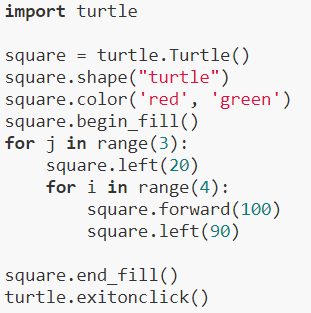 import turtle

square = turtle.Turtle()
square.shape("turtle")
square.color('red', 'green')
square.begin_fill()
for j in range(3):
    square.left(20)
    for i in range(4):
        square.forward(100)
        square.left(90)

square.end_fill()
turtle.exitonclick()